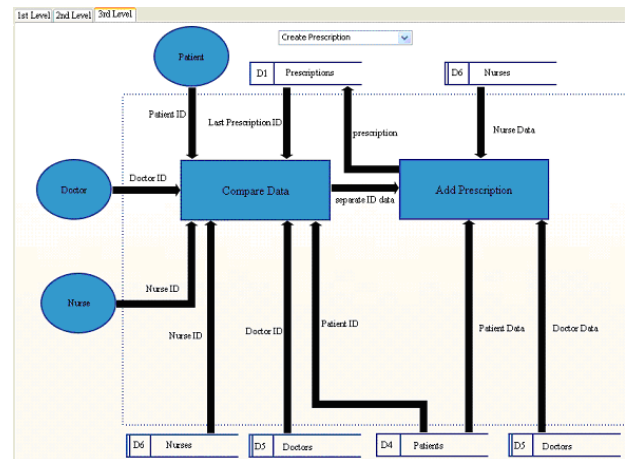 1st Level 2nd Level 3rd Level
Create Prescription
Patient
D1 Prescriptions
D6 Nurses
Patient ID
Last Prescription ID
prescription
Nurse Data
Doctor
Doctor ID
Compare Data
separate ID data
Add Prescription
Nurse
Nurse ID
Nurse ID
Doctor ID
Patient ID
Patient Data
Doctor Data
D6 Nurses
D5 Doctors
D4 Patients
D5 Doctors